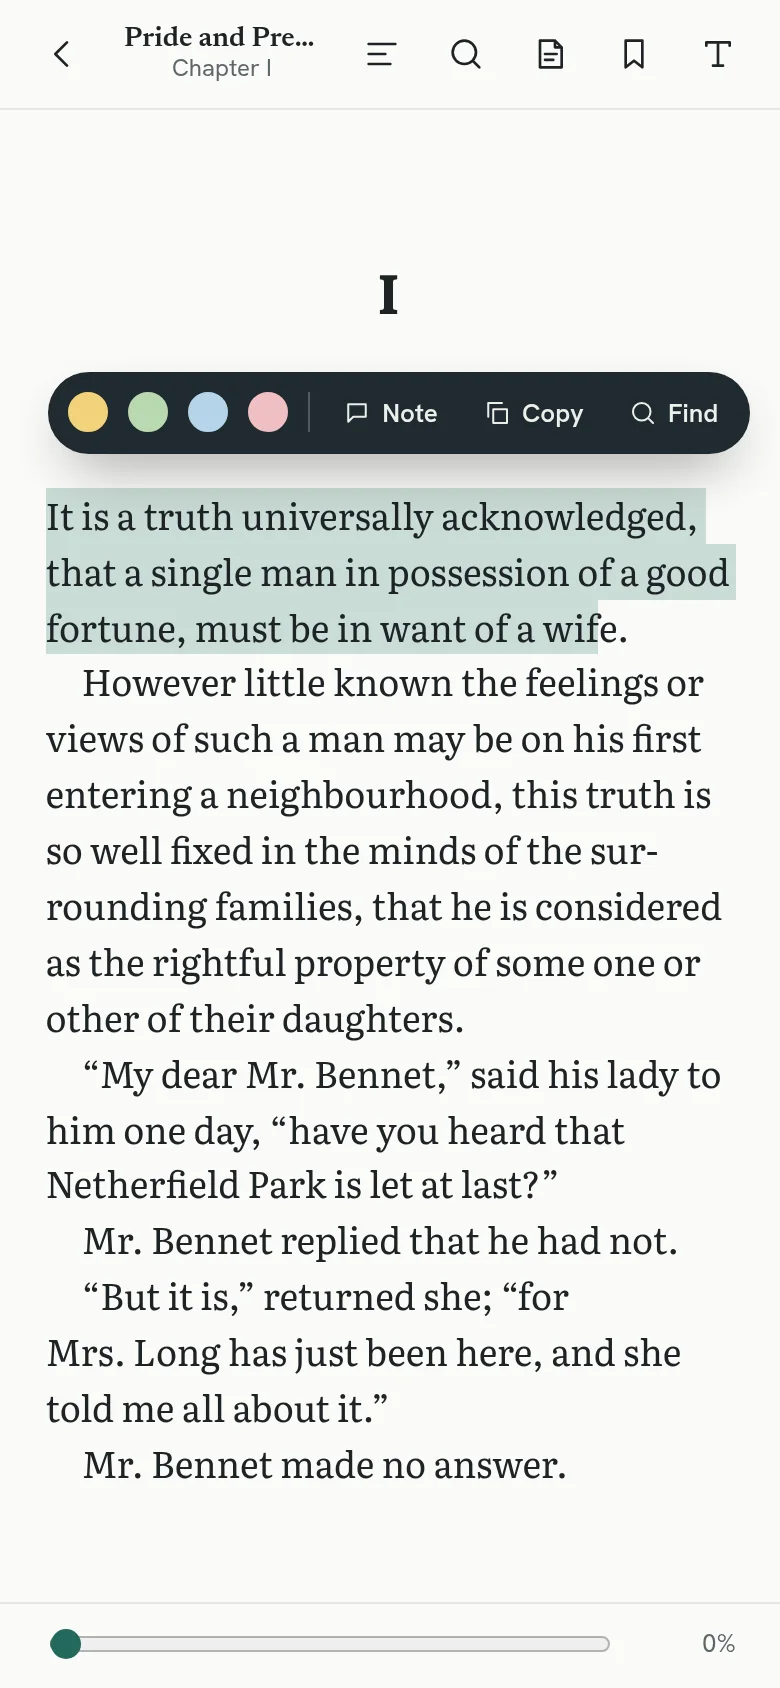 Pride and Pre...
Chapter I
I
Note Copy Find
It is a truth universally acknowledged,
that a single man in possession of a good
fortune, must be in want of a wife.
However little known the feelings or
views of such a man may be on his first
entering a neighbourhood, this truth is
so well fixed in the minds of the sur-
rounding families, that he is considered
as the rightful property of some one or
other of their daughters.
“My dear Mr. Bennet,” said his lady to
him one day, “have you heard that
Netherfield Park is let at last?”
Mr. Bennet replied that he had not.
“But it is,” returned she; “for
Mrs. Long has just been here, and she
told me all about it.”
Mr. Bennet made no answer.
0%